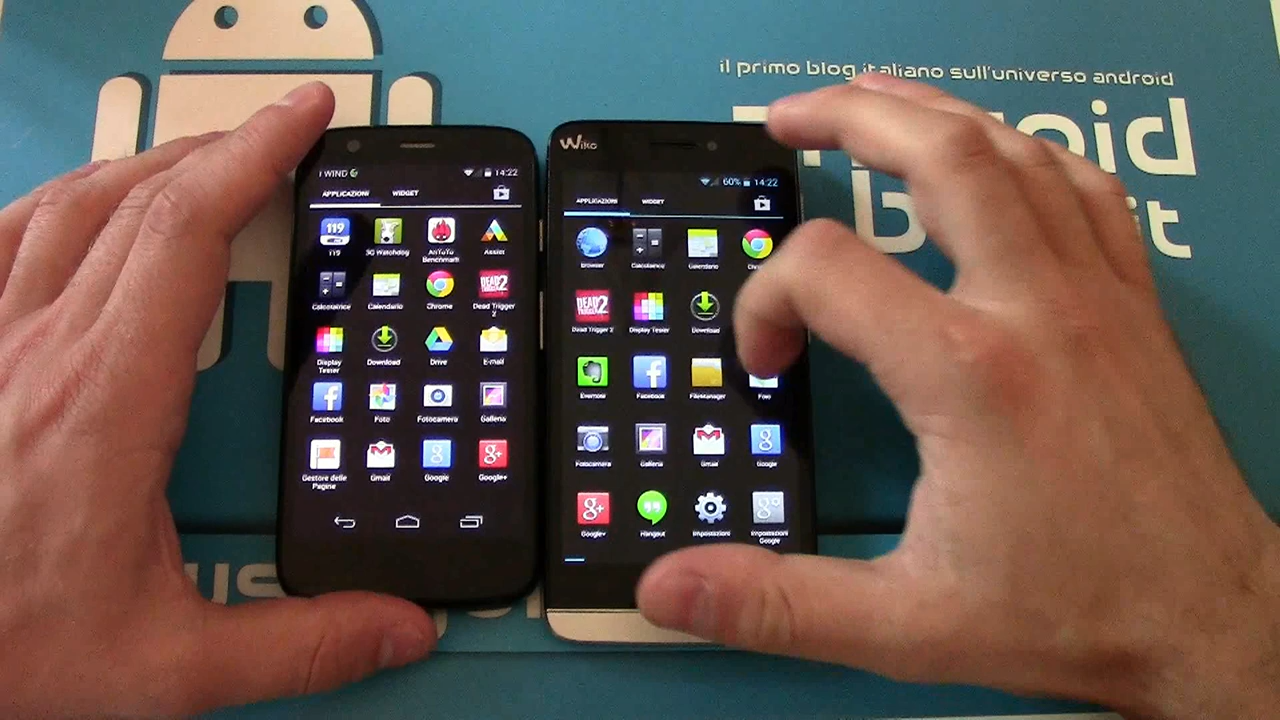 il primo blog italiano sull'universo android
Wiko
I WIND
14:22
60%
14:22
APPLICAZIONI WIDGET
APPLICAZIONI WIDGET
119 3G Watchdog AnTuTu Benchmark Assist
Calcolatrice Calendario Chrome Dead Trigger 2
Display Tester Download Drive E-mail
Facebook Foto Fotocamera Galleria
Gestore delle Pagine Gmail Google Google+
Browser Calcolatrice Calendario
Dead Trigger 2 Display Tester Download
Evernote Facebook FileManager Foto
Fotocamera Galleria Gmail Google
Google+ Hangout Impostazioni Impostazioni Google